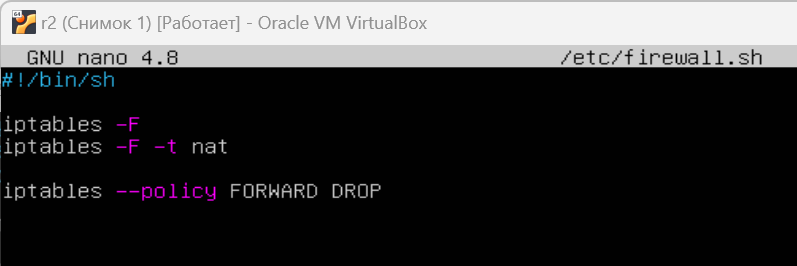 r2 (Снимок 1) [Работает] - Oracle VM VirtualBox
GNU nano 4.8 /etc/firewall.sh
#!/bin/sh
iptables -F
iptables -F -t nat
iptables --policy FORWARD DROP